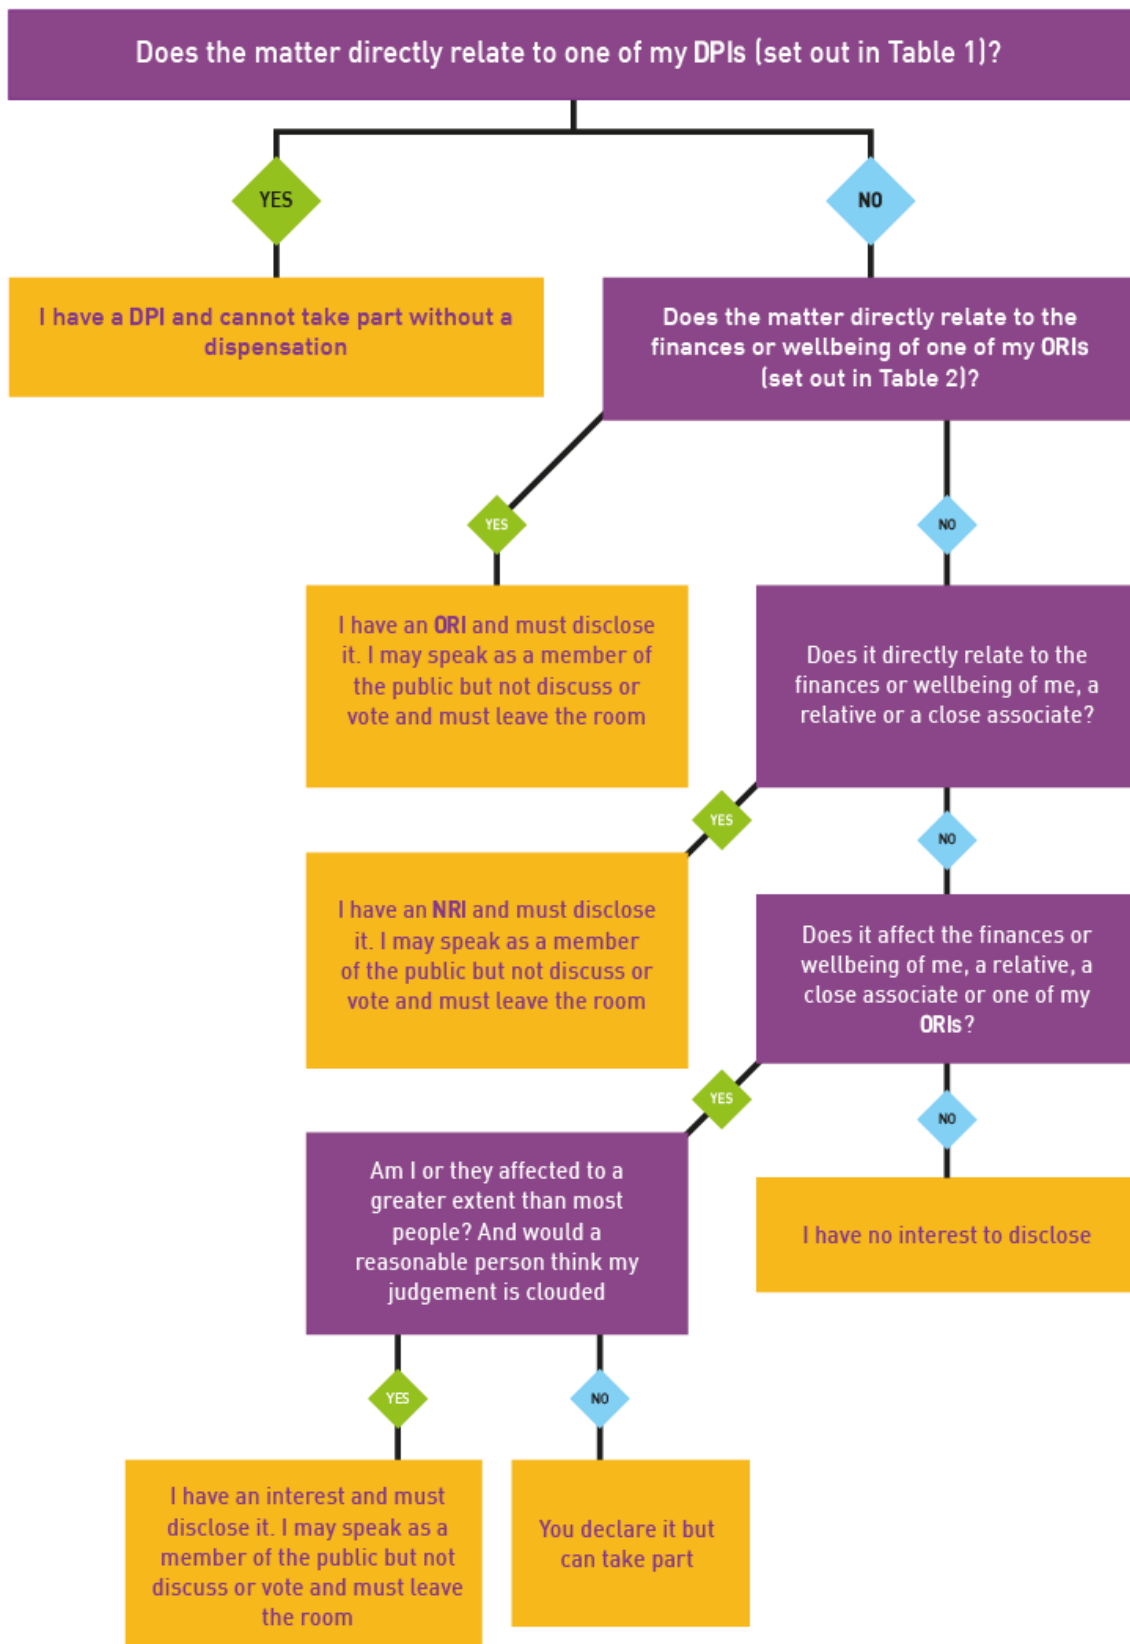 Does the matter directly relate to one of my DPIs (set out in Table 1)?
YES
NO
I have a DPI and cannot take part without a
dispensation
Does the matter directly relate to the
finances or wellbeing of one of my ORIs
(set out in Table 2)?
YES
NO
I have an ORI and must disclose
it. I may speak as a member of
the public but not discuss or
vote and must leave the room
Does it directly relate to the
finances or wellbeing of me, a
relative or a close associate?
YES
NO
I have an NRI and must disclose
it. I may speak as a member
of the public but not discuss or
vote and must leave the room
Does it affect the finances or
wellbeing of me, a relative, a
close associate or one of my
ORIs?
YES
NO
Am I or they affected to a
greater extent than most
people? And would a
reasonable person think my
judgement is clouded
I have no interest to disclose
YES
NO
I have an interest and must
disclose it. I may speak as a
member of the public but not
discuss or vote and must leave
the room
You declare it but
can take part